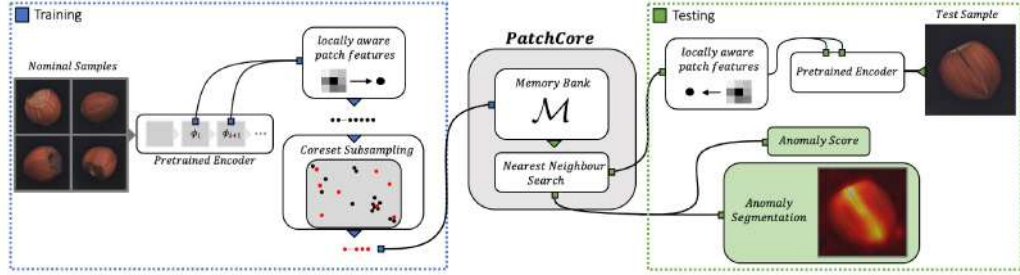 Training
Nominal Samples
Pretrained Encoder
ϕi
ϕi+1
...
locally aware
patch features
Coreset Subsampling
PatchCore
Memory Bank
M
Nearest Neighbour
Search
Testing
locally aware
patch features
Pretrained Encoder
Test Sample
Anomaly Score
Anomaly
Segmentation